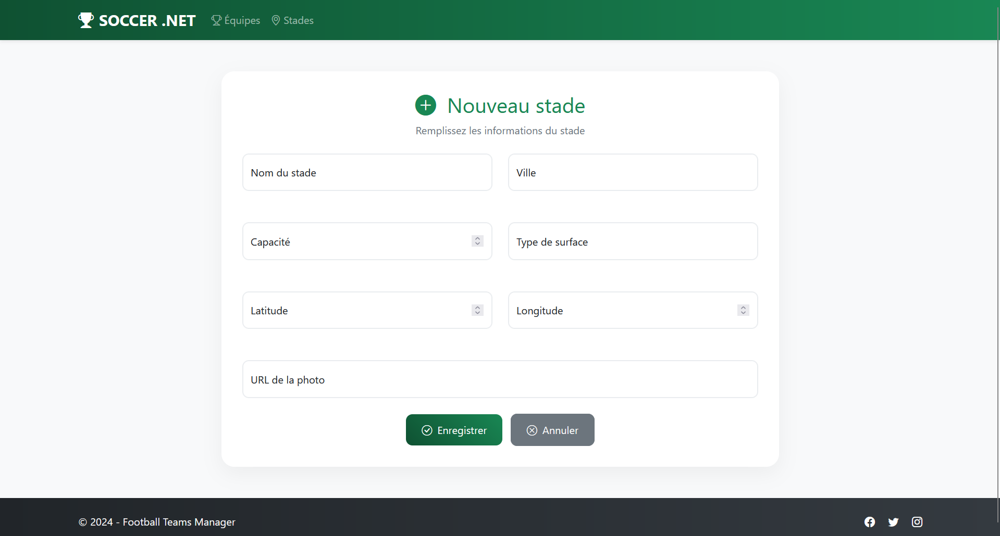 SOCCER .NET Équipes Stades
Nouveau stade
Remplissez les informations du stade
Nom du stade Ville
Capacité Type de surface
Latitude Longitude
URL de la photo
Enregistrer Annuler
© 2024 - Football Teams Manager